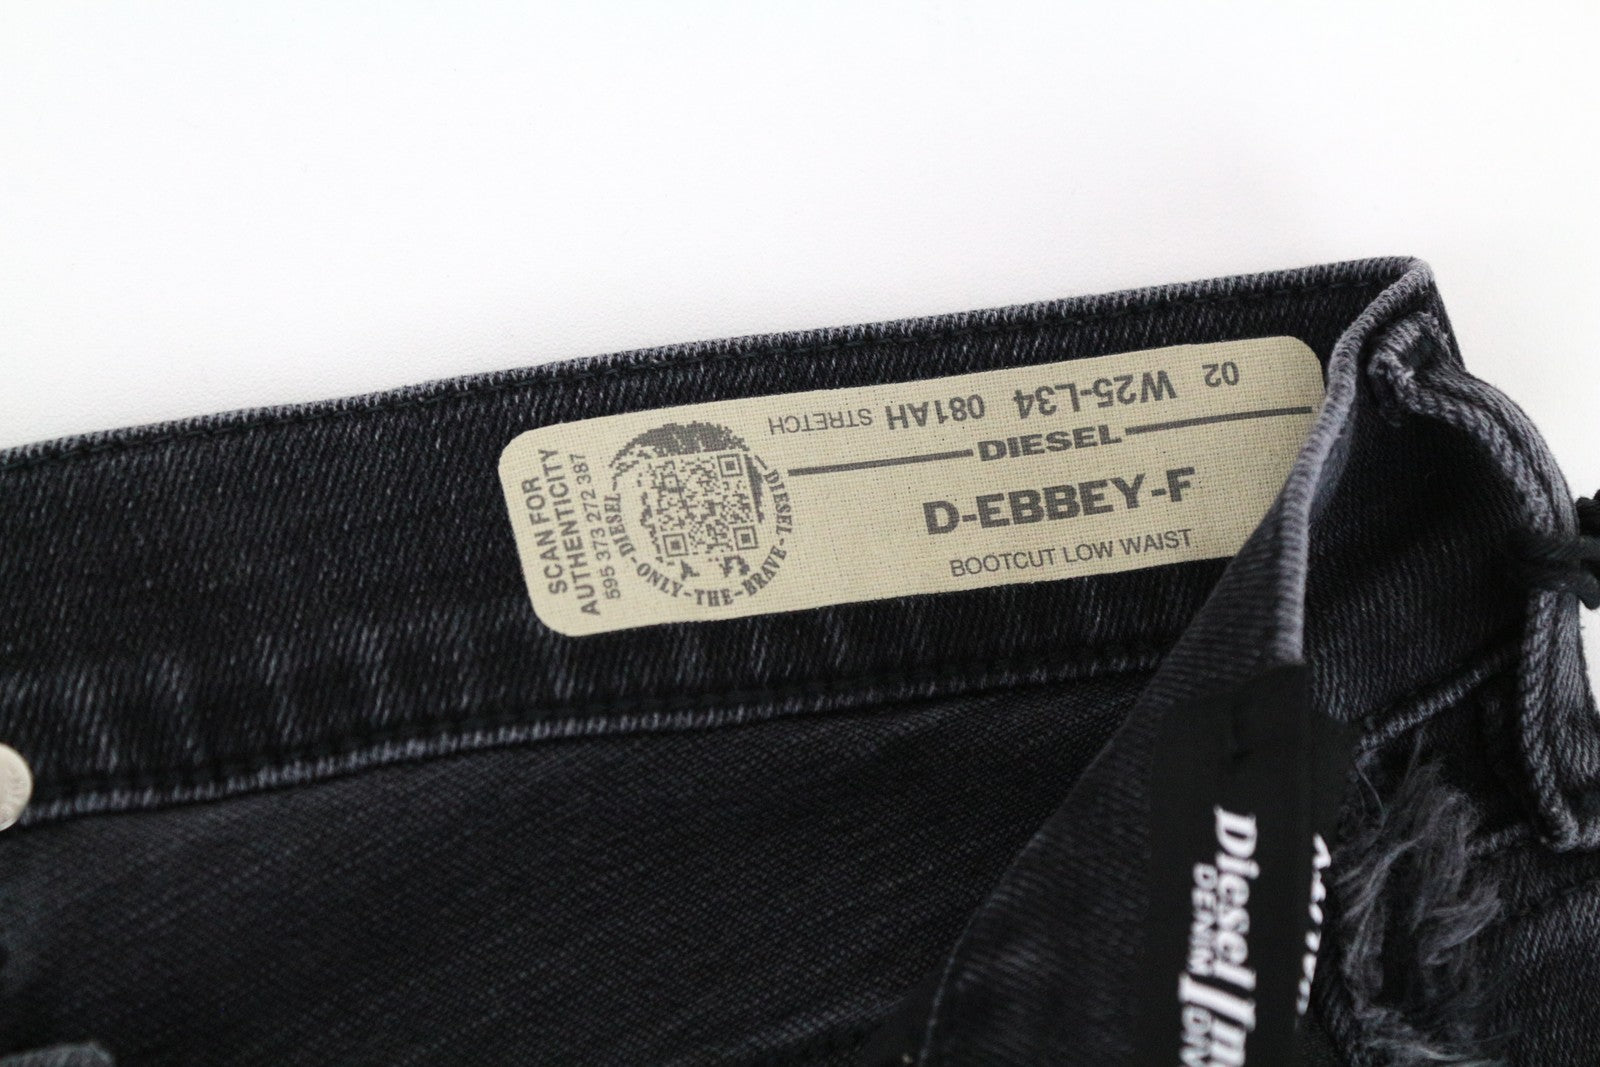 SCAN FOR
AUTHENTICITY
595 373 272 387
DIESEL-ONLY-THE-BRAVE-DIESEL
02 W25-L34 081AH STRETCH
DIESEL
D-EBBEY-F
BOOTCUT LOW WAIST
Diesel
DENIM